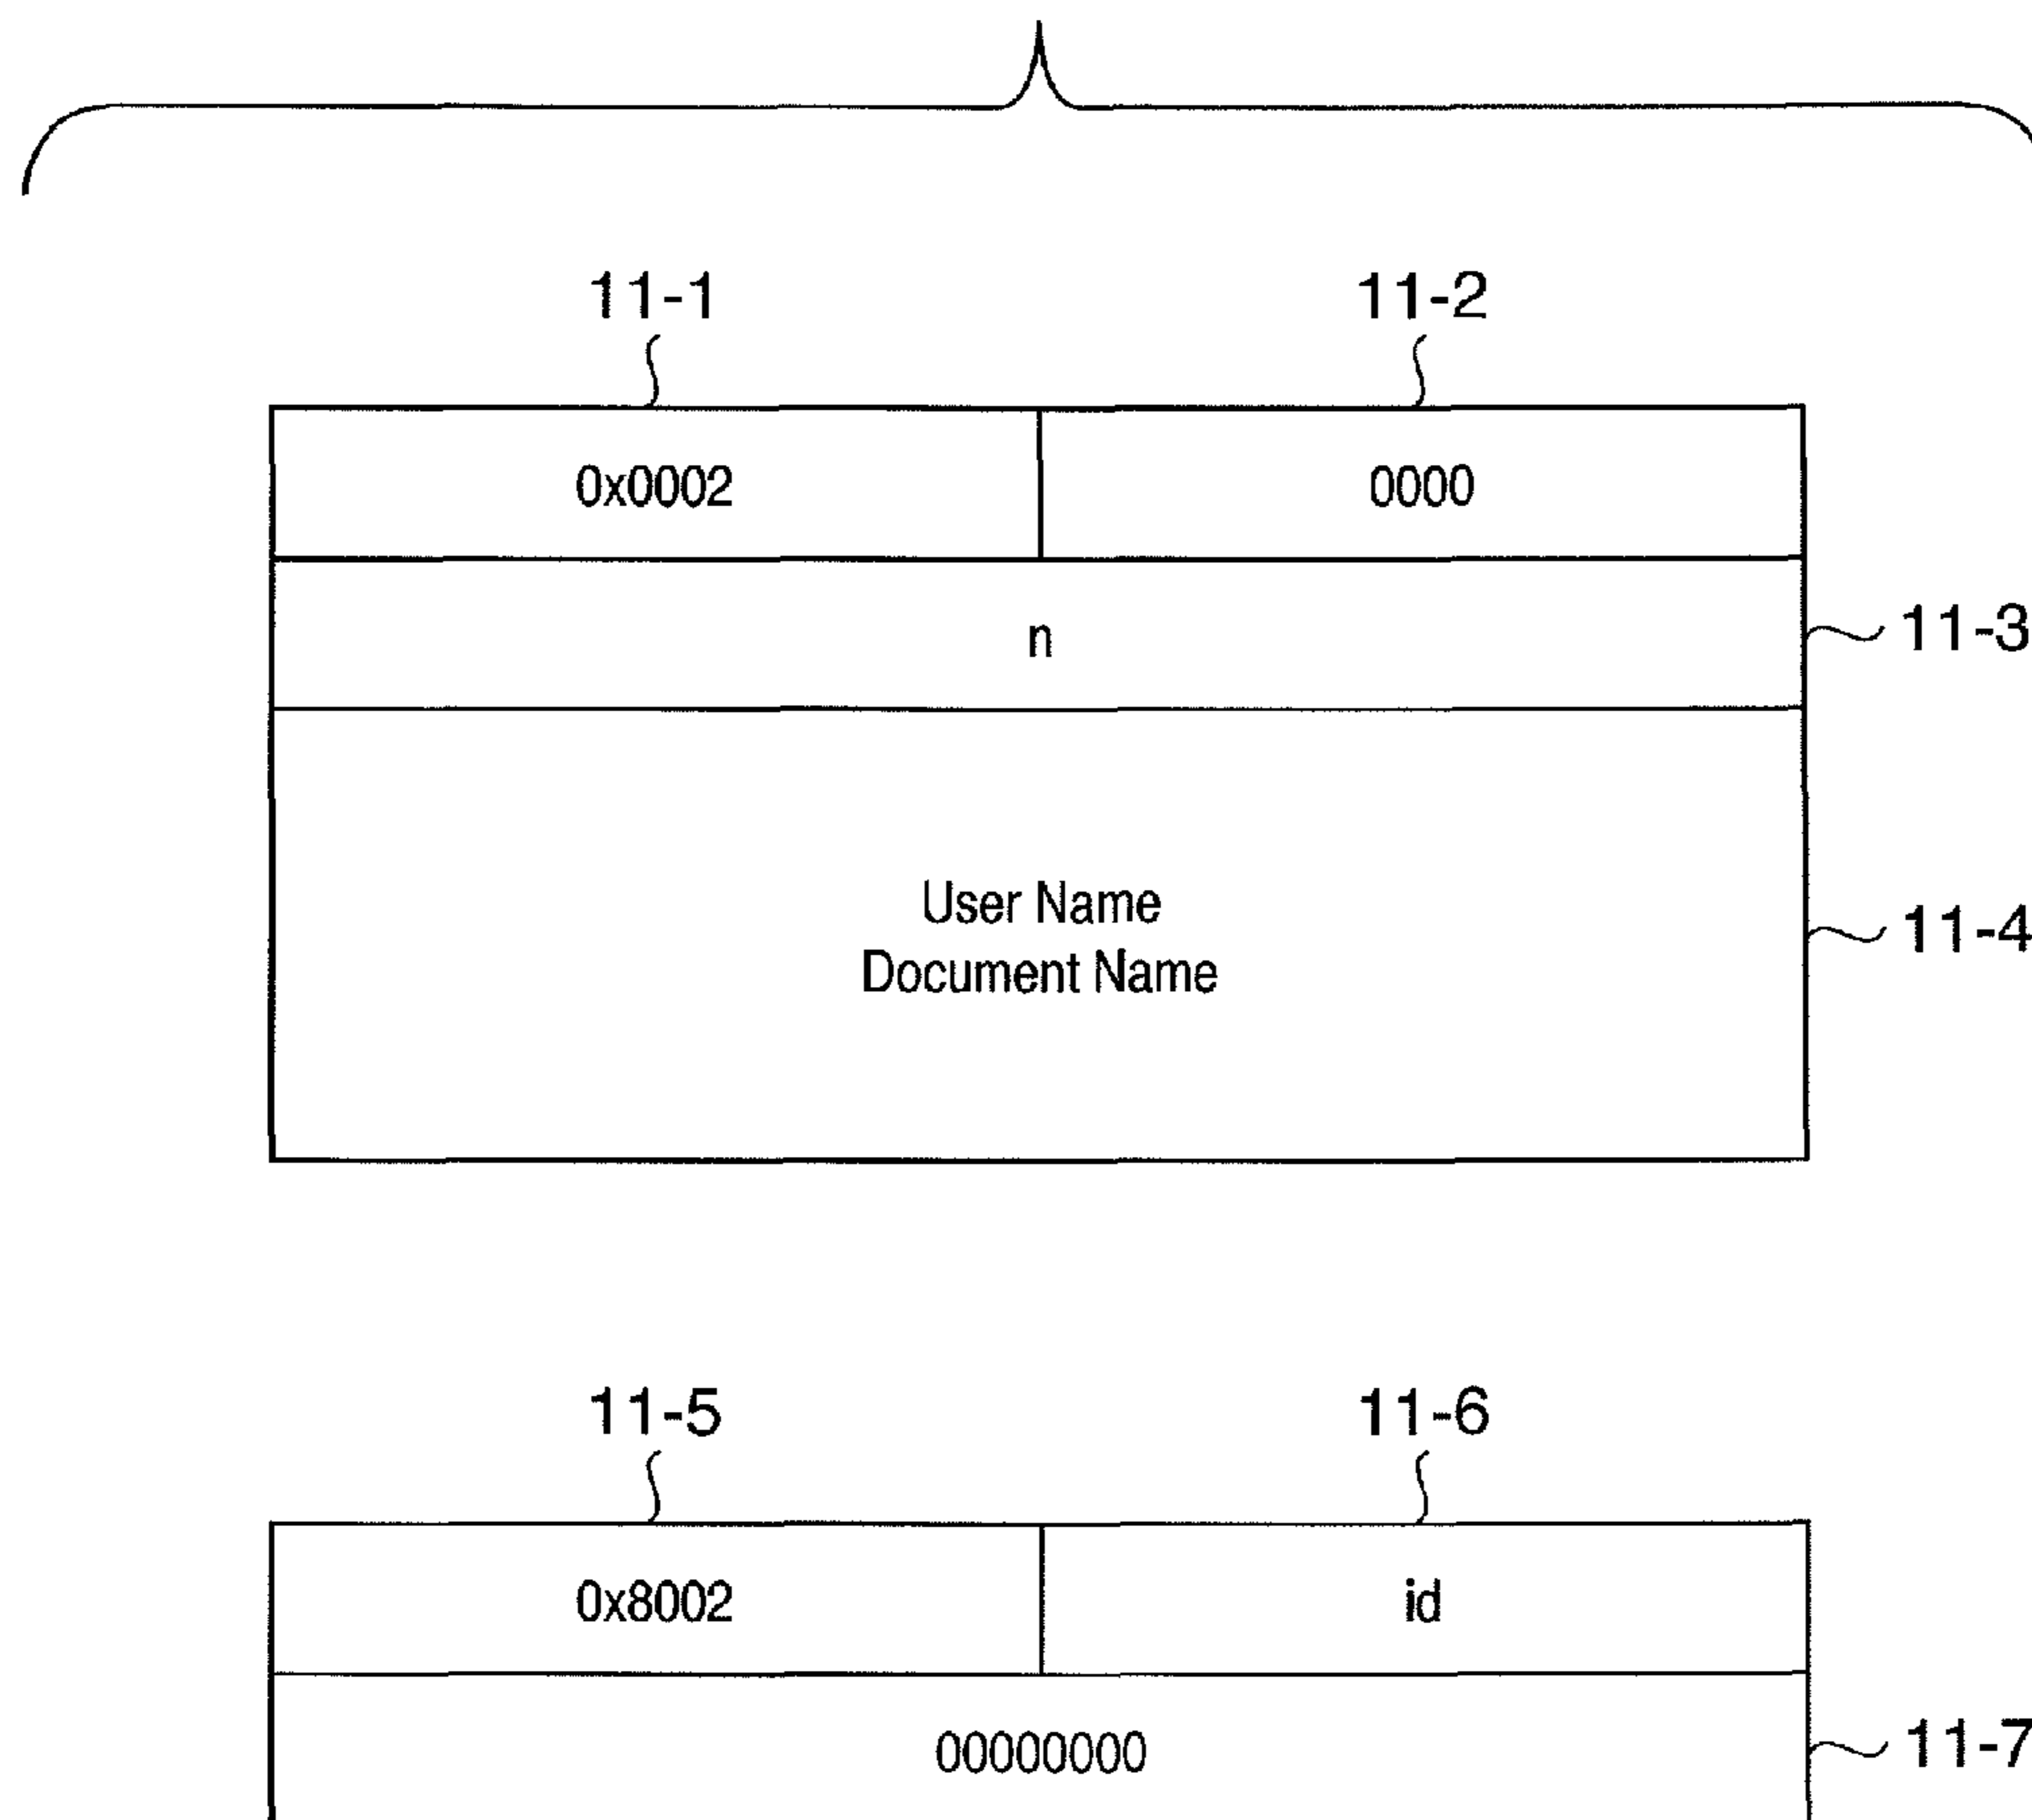 11-1 11-2
0x0002 0000
n 11-3
User Name
Document Name
11-4
11-5 11-6
0x8002 id
00000000 11-7